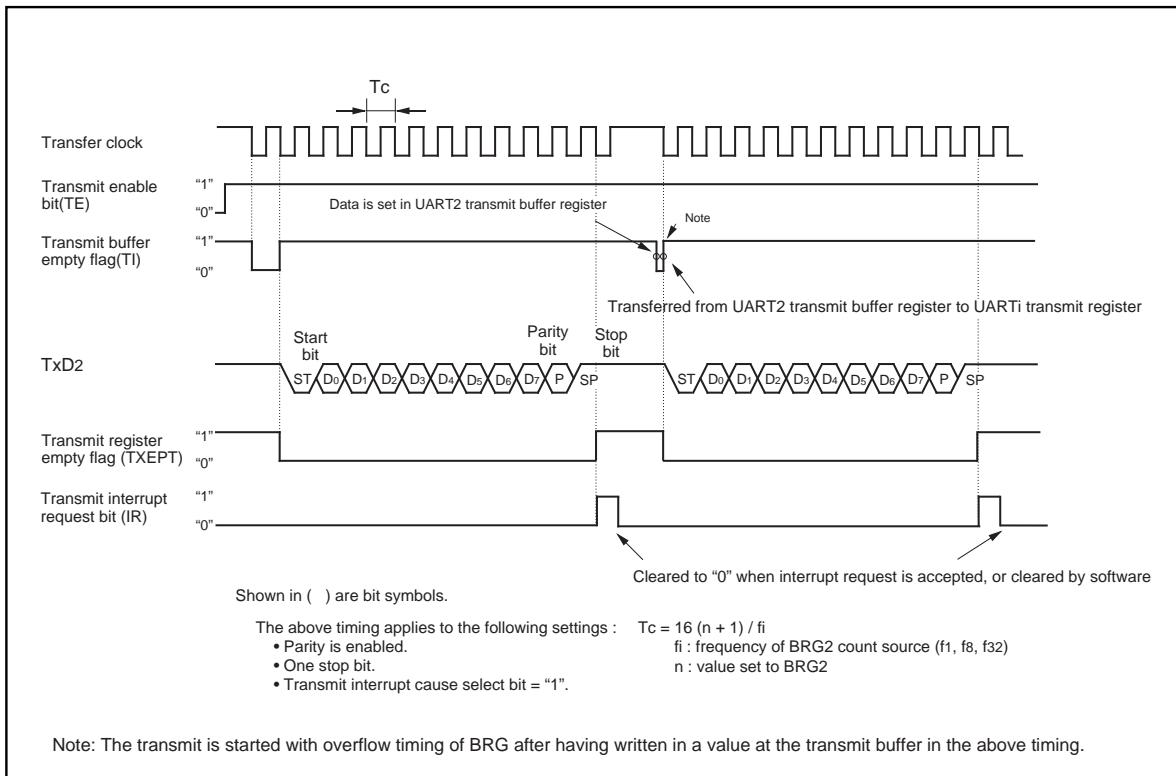 Tc
Transfer clock
Transmit enable
bit(TE)
“1”
“0”
Data is set in UART2 transmit buffer register
Note
Transmit buffer
empty flag(TI)
“1”
“0”
Transferred from UART2 transmit buffer register to UARTi transmit register
Start
bit
Parity
bit
Stop
bit
TxD2
ST D0 D1 D2 D3 D4 D5 D6 D7 P SP
ST D0 D1 D2 D3 D4 D5 D6 D7 P SP
Transmit register
empty flag (TXEPT)
“1”
“0”
Transmit interrupt
request bit (IR)
“1”
“0”
Cleared to “0” when interrupt request is accepted, or cleared by software
Shown in ( ) are bit symbols.
The above timing applies to the following settings :
• Parity is enabled.
• One stop bit.
• Transmit interrupt cause select bit = “1”.
Tc = 16 (n + 1) / fi
fi : frequency of BRG2 count source (f1, f8, f32)
n : value set to BRG2
Note: The transmit is started with overflow timing of BRG after having written in a value at the transmit buffer in the above timing.